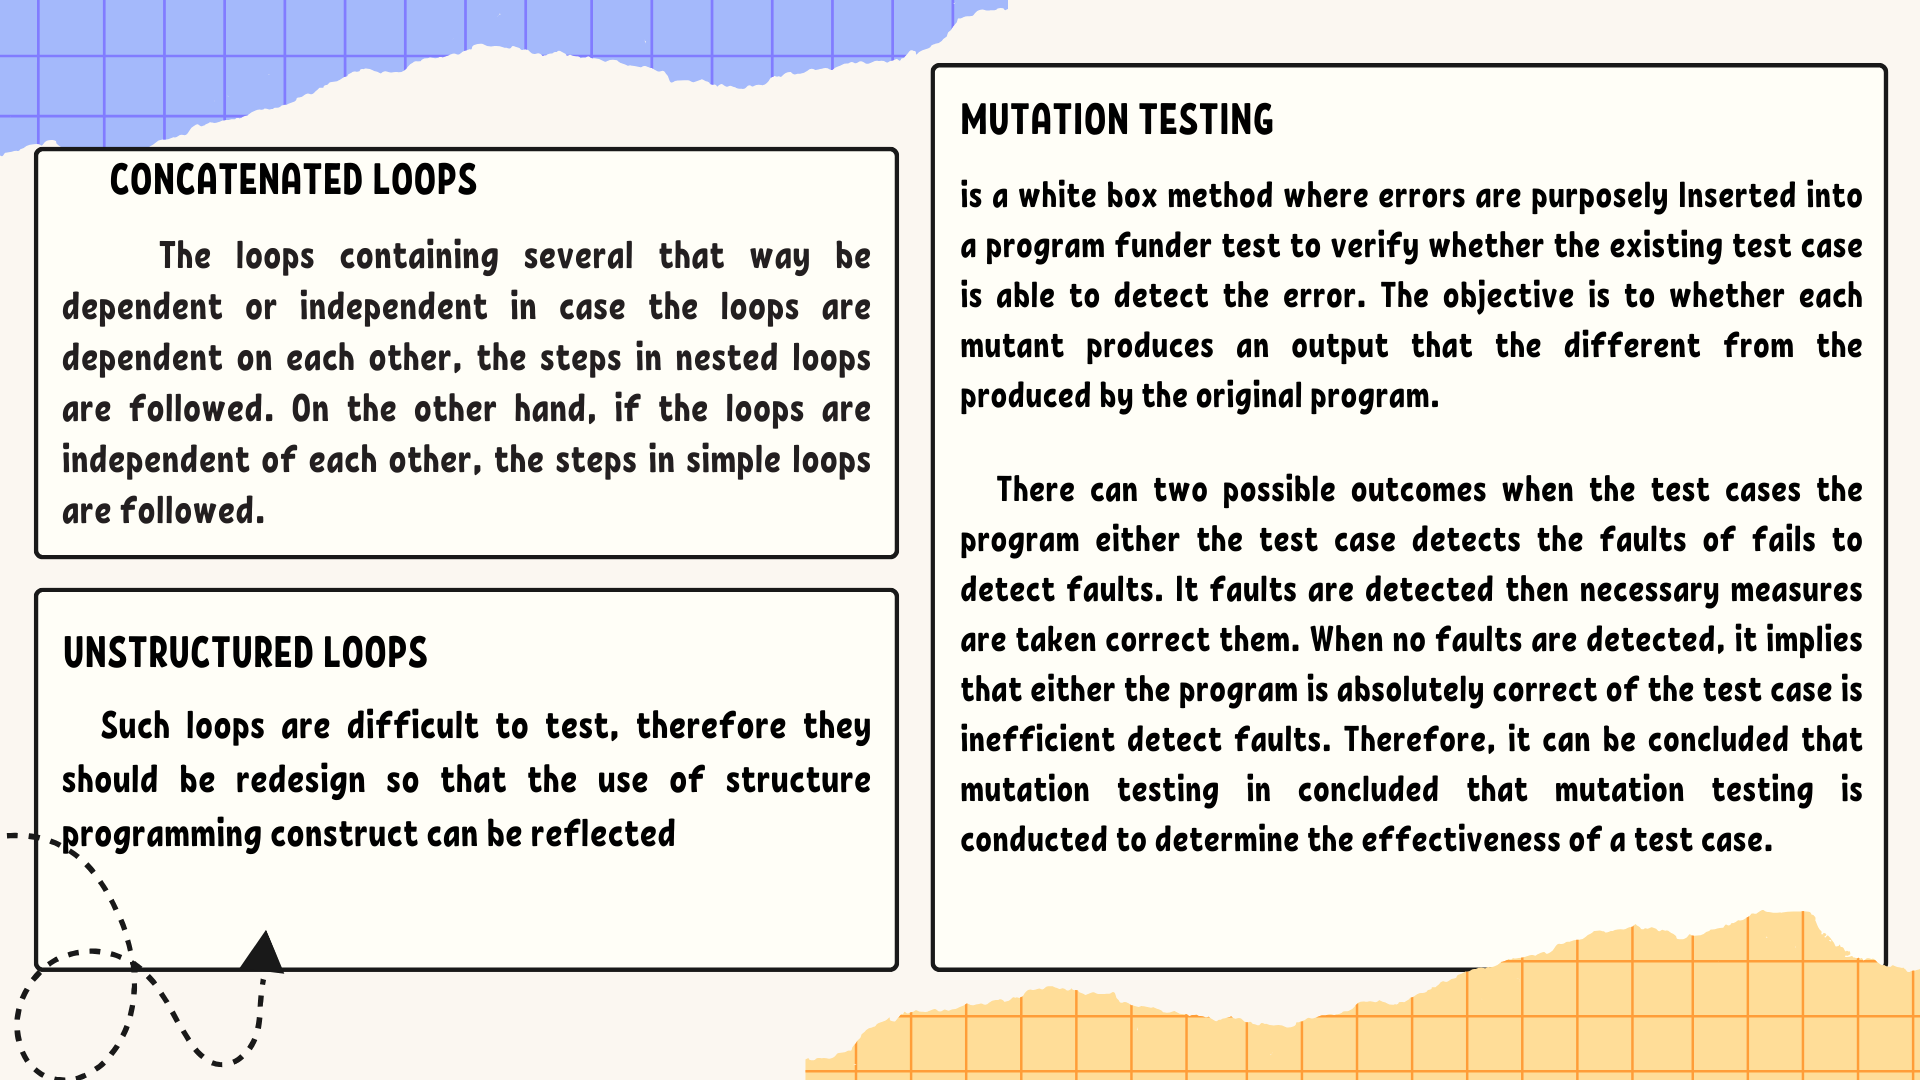 CONCATENATED LOOPS
The loops containing several that way be
dependent or independent in case the loops are
dependent on each other, the steps in nested loops
are followed. On the other hand, if the loops are
independent of each other, the steps in simple loops
are followed.
UNSTRUCTURED LOOPS
Such loops are difficult to test, therefore they
should be redesign so that the use of structure
programming construct can be reflected
MUTATION TESTING
is a white box method where errors are purposely Inserted into
a program funder test to verify whether the existing test case
is able to detect the error. The objective is to whether each
mutant produces an output that the different from the
produced by the original program.
There can two possible outcomes when the test cases the
program either the test case detects the faults of fails to
detect faults. It faults are detected then necessary measures
are taken correct them. When no faults are detected, it implies
that either the program is absolutely correct of the test case is
inefficient detect faults. Therefore, it can be concluded that
mutation testing in concluded that mutation testing is
conducted to determine the effectiveness of a test case.